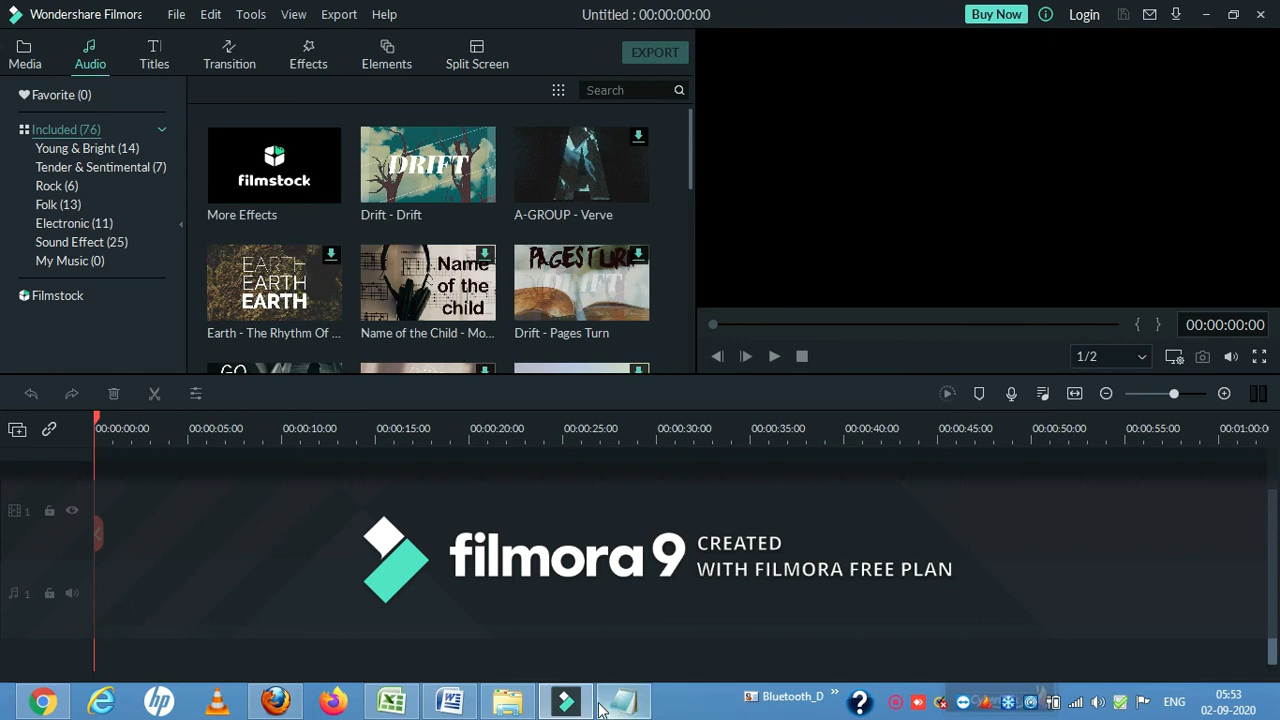 Wondershare Filmora
File Edit Tools View Export Help
Untitled : 00:00:00:00
Buy Now
Login
Media Audio Titles Transition Effects Elements Split Screen
EXPORT
Favorite (0)
Search
Included (76)
Young & Bright (14)
Tender & Sentimental (7)
Rock (6)
Folk (13)
Electronic (11)
Sound Effect (25)
My Music (0)
Filmstock
filmstock
More Effects
DRIFT
Drift - Drift
A
A-GROUP - Verve
EARTH
EARTH
EARTH
Earth - The Rhythm Of ...
Name
of the
child
Name of the Child - Mo...
PAGES TURN
DRIFT
Drift - Pages Turn
GO
{ } 00:00:00:00
1/2
00:00:00:00 00:00:05:00 00:00:10:00 00:00:15:00 00:00:20:00 00:00:25:00 00:00:30:00 00:00:35:00 00:00:40:00 00:00:45:00 00:00:50:00 00:00:55:00 00:01:00:0
1
1
filmora 9
CREATED
WITH FILMORA FREE PLAN
hp
Bluetooth_D
»
ENG
05:53
02-09-2020